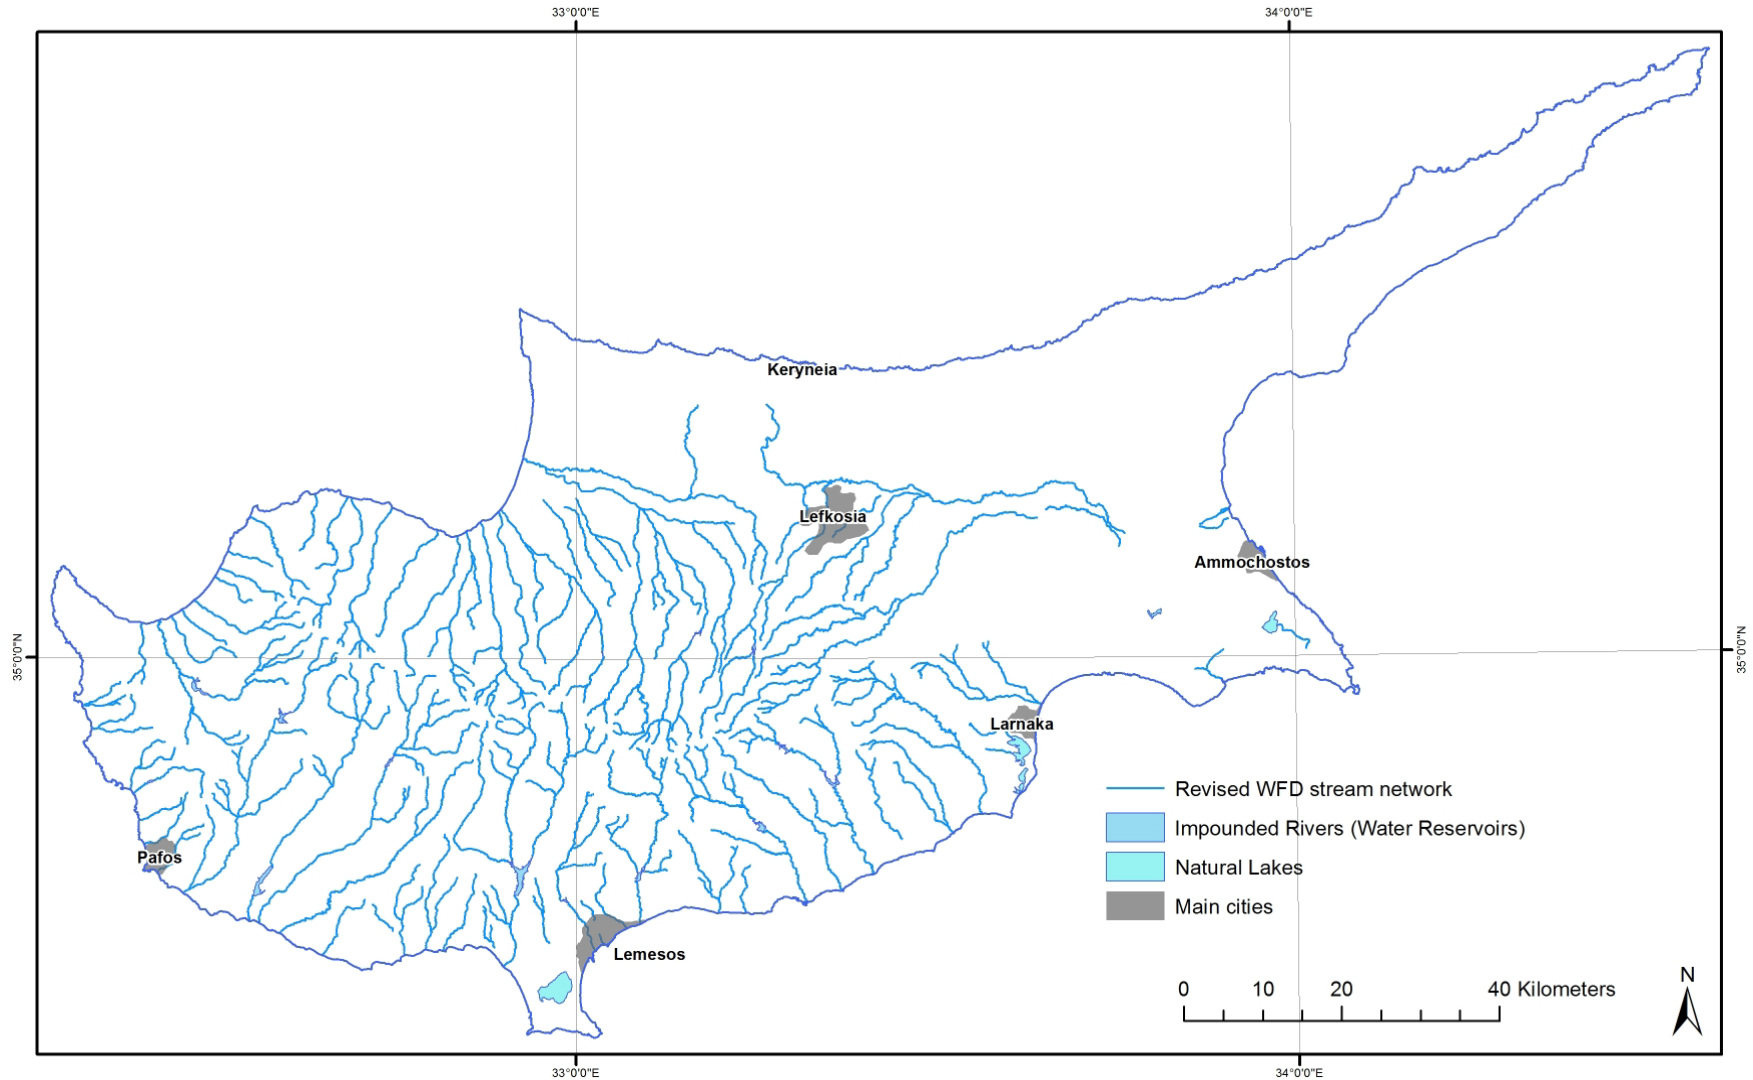 33°0'0"E
34°0'0"E
Keryneia
Lefkosia
Ammochostos
35°0'0"N
35°0'0"N
Larnaka
Revised WFD stream network
Impounded Rivers (Water Reservoirs)
Pafos
Natural Lakes
Main cities
Lemesos
N
0 10 20 40 Kilometers
33°0'0"E
34°0'0"E